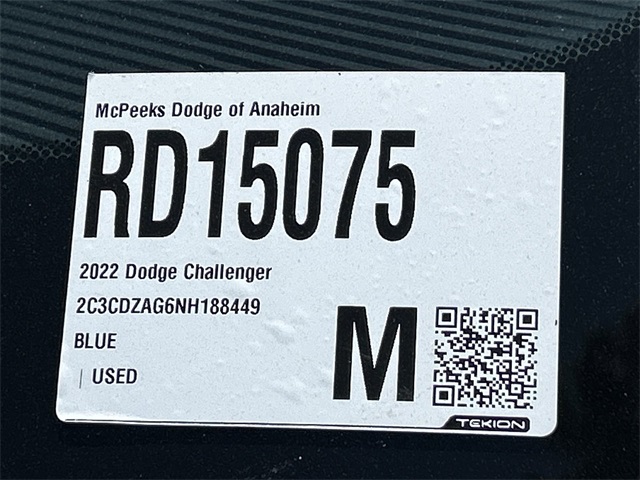 McPeeks Dodge of Anaheim
RD15075
2022 Dodge Challenger
2C3CDZAG6NH188449
BLUE
| USED
M
TEKION